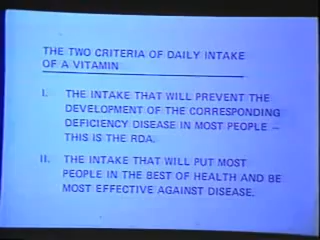 THE TWO CRITERIA OF DAILY INTAKE
OF A VITAMIN
I. THE INTAKE THAT WILL PREVENT THE
DEVELOPMENT OF THE CORRESPONDING
DEFICIENCY DISEASE IN MOST PEOPLE –
THIS IS THE RDA.
II. THE INTAKE THAT WILL PUT MOST
PEOPLE IN THE BEST OF HEALTH AND BE
MOST EFFECTIVE AGAINST DISEASE.